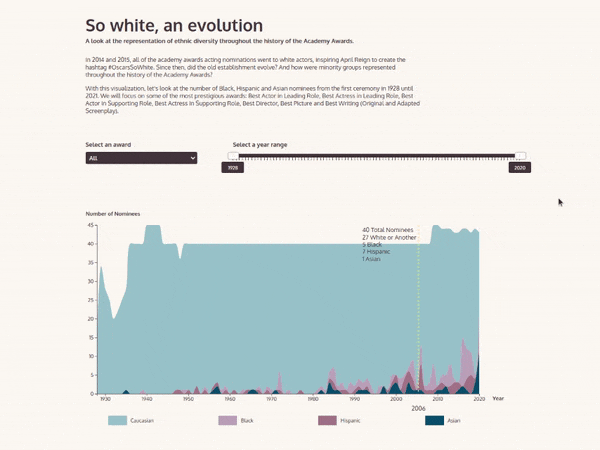 So white, an evolution
A look at the representation of ethnic diversity throughout the history of the Academy Awards.
In 2014 and 2015, all of the academy acting nominations went to white actors, inspiring April Reign to create the
hashtag #OscarsSoWhite. Since then, did the old establishment evolve? And how were minority groups represented
throughout the history of the Academy Awards?
With this visualization, let's look at the number of Black, Hispanic and Asian nominees from the first ceremony in 1928 until
2021. We will focus on some of the most prestigious awards: Best Actor in Leading Role, Best Actress in Leading Role, Best
Actor in Supporting Role, Best Actress in Supporting Role, Best Director, Best Picture and Best Writing (Original and Adapted
Screenplay).
Select an award
Select a year range
All
1928
2020
Number of Nominees
40 Total Nominees
27 White or Another
5 Black
7 Hispanic
1 Asian
45
40
35
30
25
20
15
10
5
0
1930 1940 1950 1960 1970 1980 1990 2000 2010 2020 Year
2006
Caucasian Black Hispanic Asian